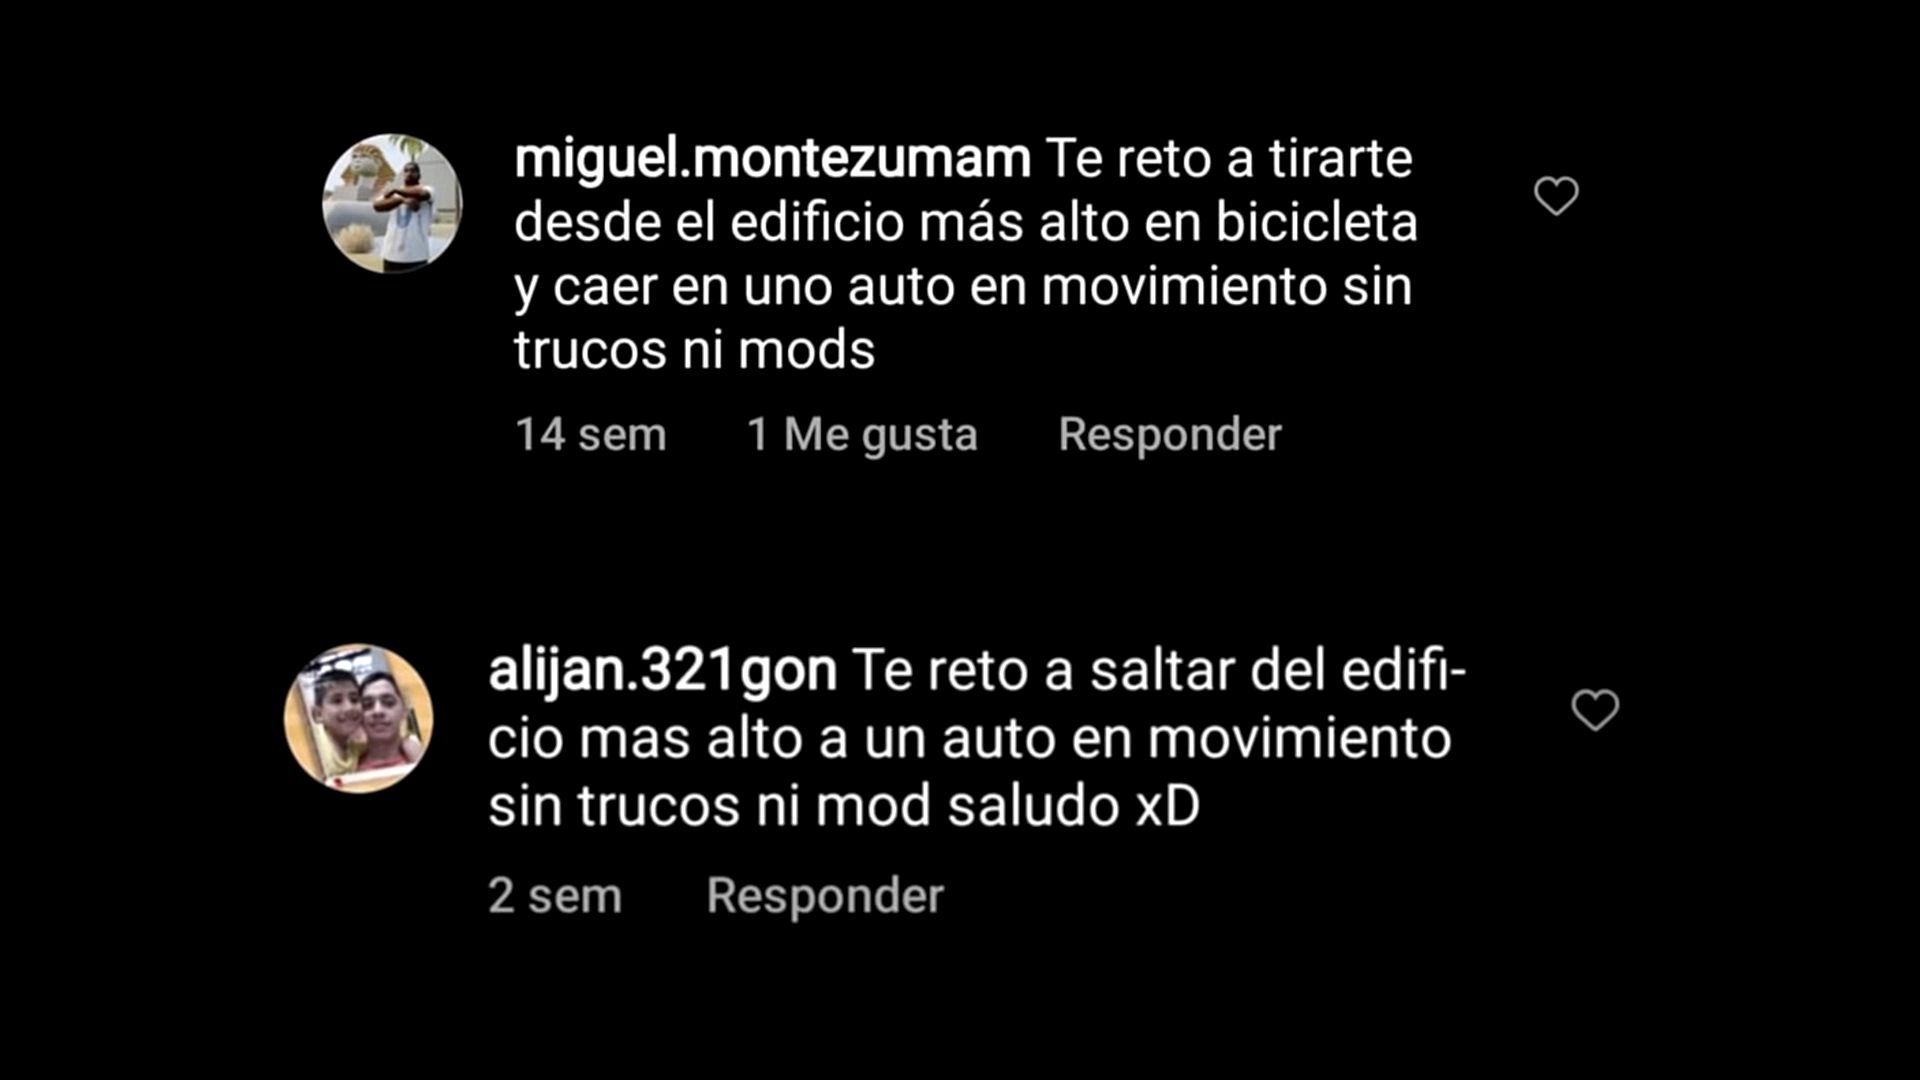 miguel.montezumam Te reto a tirarte
desde el edificio más alto en bicicleta
y caer en uno auto en movimiento sin
trucos ni mods
14 sem 1 Me gusta Responder
alijan.321gon Te reto a saltar del edifi-
cio mas alto a un auto en movimiento
sin trucos ni mod saludo xD
2 sem Responder